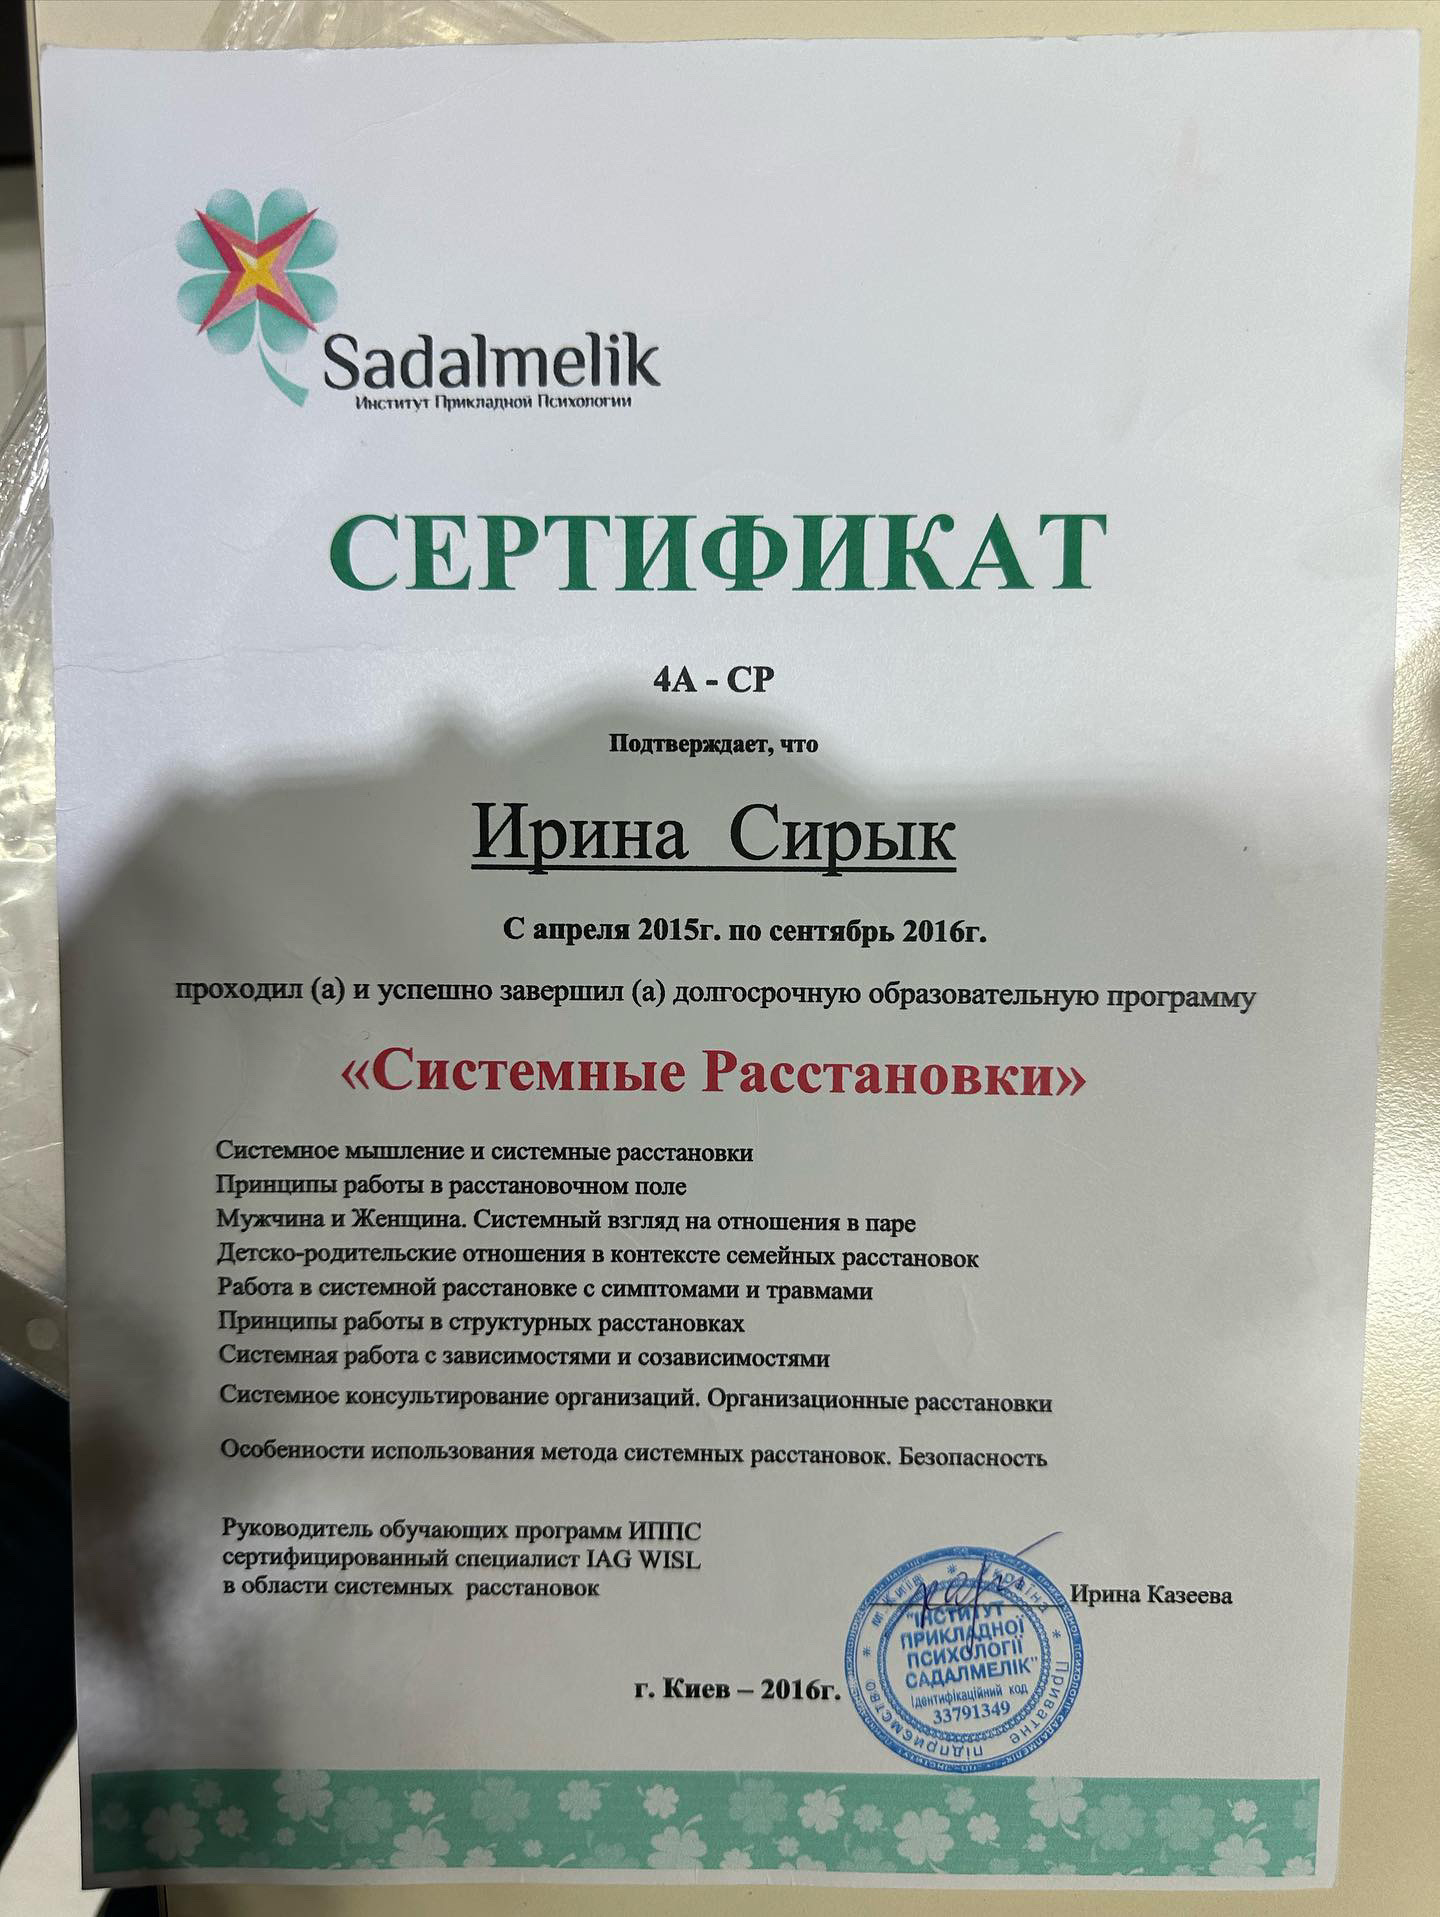 Sadalmelik
Институт Прикладной Психологии
СЕРТИФИКАТ
4А - СР
Подтверждает, что
Ирина Сирык
С апреля 2015г. по сентябрь 2016г.
проходил (а) и успешно завершил (а) долгосрочную образовательную программу
«Системные Расстановки»
Системное мышление и системные расстановки
Принципы работы в расстановочном поле
Мужчина и Женщина. Системный взгляд на отношения в паре
Детско-родительские отношения в контексте семейных расстановок
Работа в системной расстановке с симптомами и травмами
Принципы работы в структурных расстановках
Системная работа с зависимостями и созависимостями
Системное консультирование организаций. Организационные расстановки
Особенности использования метода системных расстановок. Безопасность
Руководитель обучающих программ ИППС
сертифицированный специалист IAG WISL
в области системных расстановок
Ирина Казеева
м.Київ * Україна * Приватне підприємство *
"ІНСТИТУТ
ПРИКЛАДНОЇ
ПСИХОЛОГІЇ
САДАЛМЕЛІК"
Ідентифікаційний код
33791349
г. Киев – 2016г.